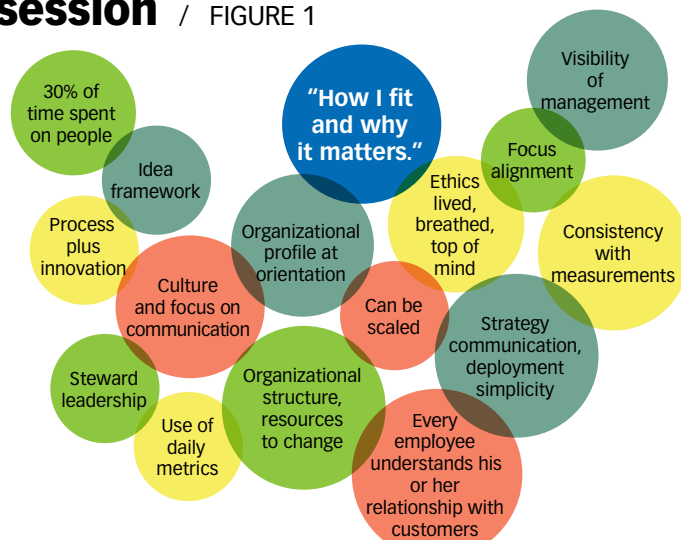 session / FIGURE 1
30% of
time spent
on people
"How I fit
and why
it matters."
Visibility
of
management
Idea
framework
Focus
alignment
Process
plus
innovation
Organizational
profile at
orientation
Ethics
lived,
breathed,
top of
mind
Consistency
with
measurements
Culture
and focus on
communication
Can be
scaled
Strategy
communication,
deployment
simplicity
Steward
leadership
Organizational
structure,
resources
to change
Use of
daily
metrics
Every
employee
understands his
or her
relationship with
customers